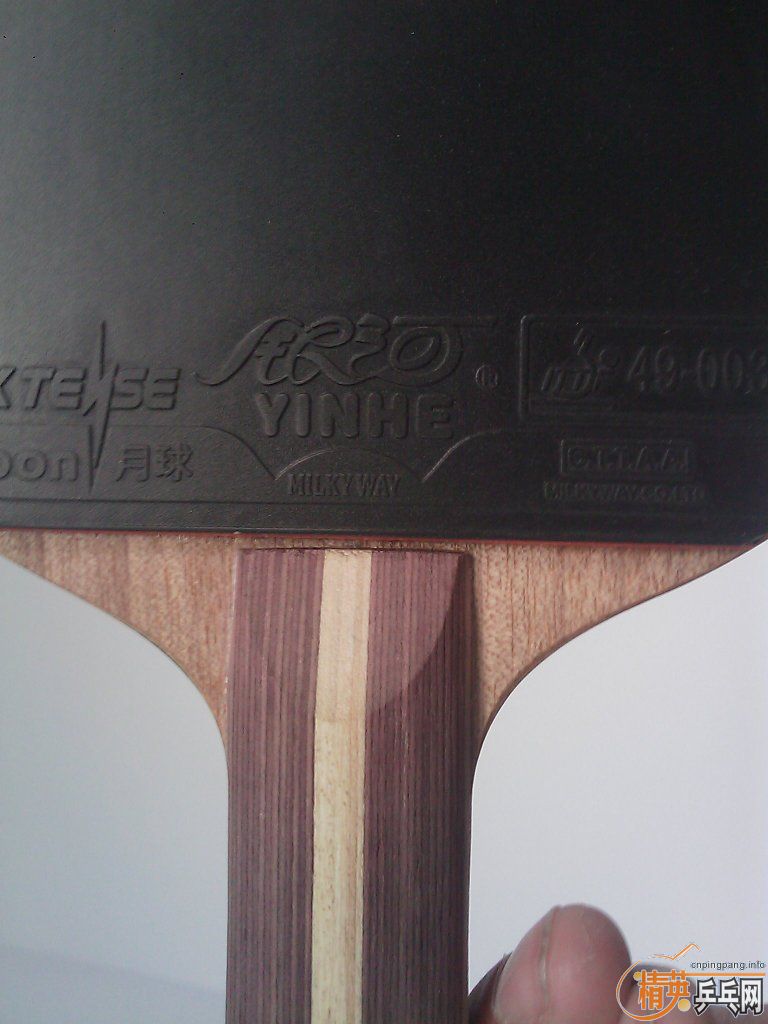 XTENSE
oon 月球
YINHE
MILKY WAY
®
ITTF 49-003
C.T.T.A.A.
MILKYWAY.CO.LTD
cnpingpang.info
精英乒乓网